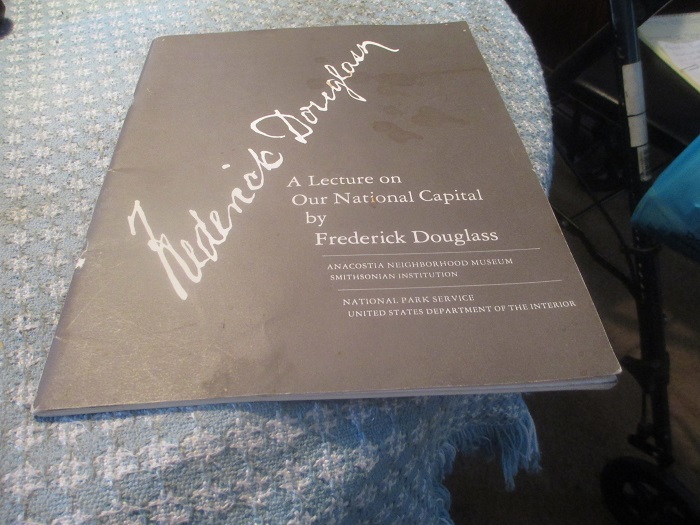 Frederick Douglass
A Lecture on
Our National Capital
by
Frederick Douglass
ANACOSTIA NEIGHBORHOOD MUSEUM
SMITHSONIAN INSTITUTION
NATIONAL PARK SERVICE
UNITED STATES DEPARTMENT OF THE INTERIOR